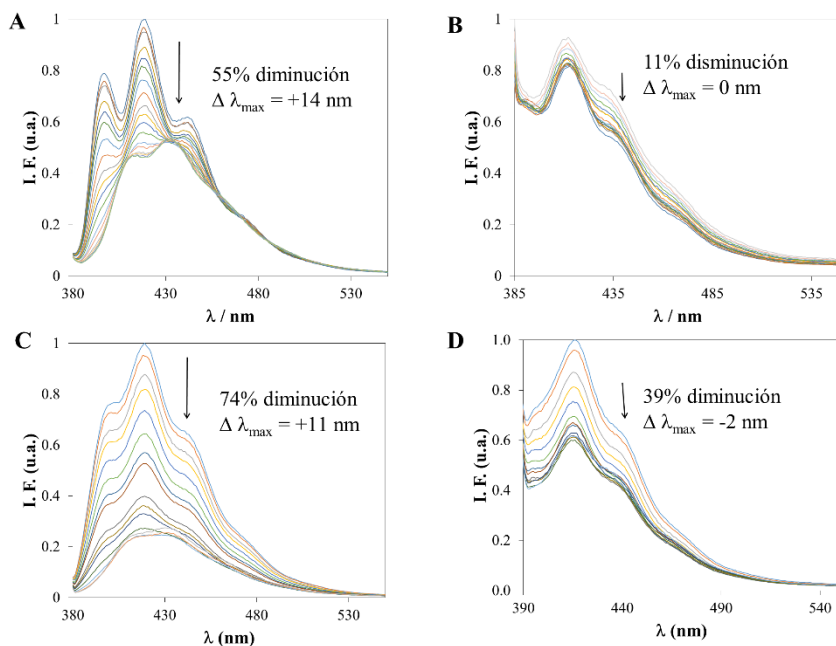 A
1
0.8
0.6
0.4
0.2
0
I. F. (u.a.)
55% diminución
Δ λmax = +14 nm
380 430 480 530
λ / nm
B
1
0.8
0.6
0.4
0.2
0
I. F. (u.a.)
11% disminución
Δ λmax = 0 nm
385 435 485 535
λ / nm
C
1
0.8
0.6
0.4
0.2
0
I. F. (u.a.)
74% diminución
Δ λmax = +11 nm
380 430 480 530
λ (nm)
D
1.0
0.8
0.6
0.4
0.2
0.0
I. F. (u.a.)
39% diminución
Δ λmax = -2 nm
390 440 490 540
λ (nm)